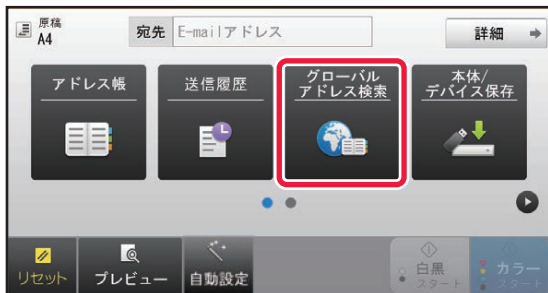 原稿
A4
宛先 E-mailアドレス
詳細
アドレス帳
送信履歴
グローバル
アドレス検索
本体/
デバイス保存
リセット
プレビュー
自動設定
白黒
スタート
カラー
スタート